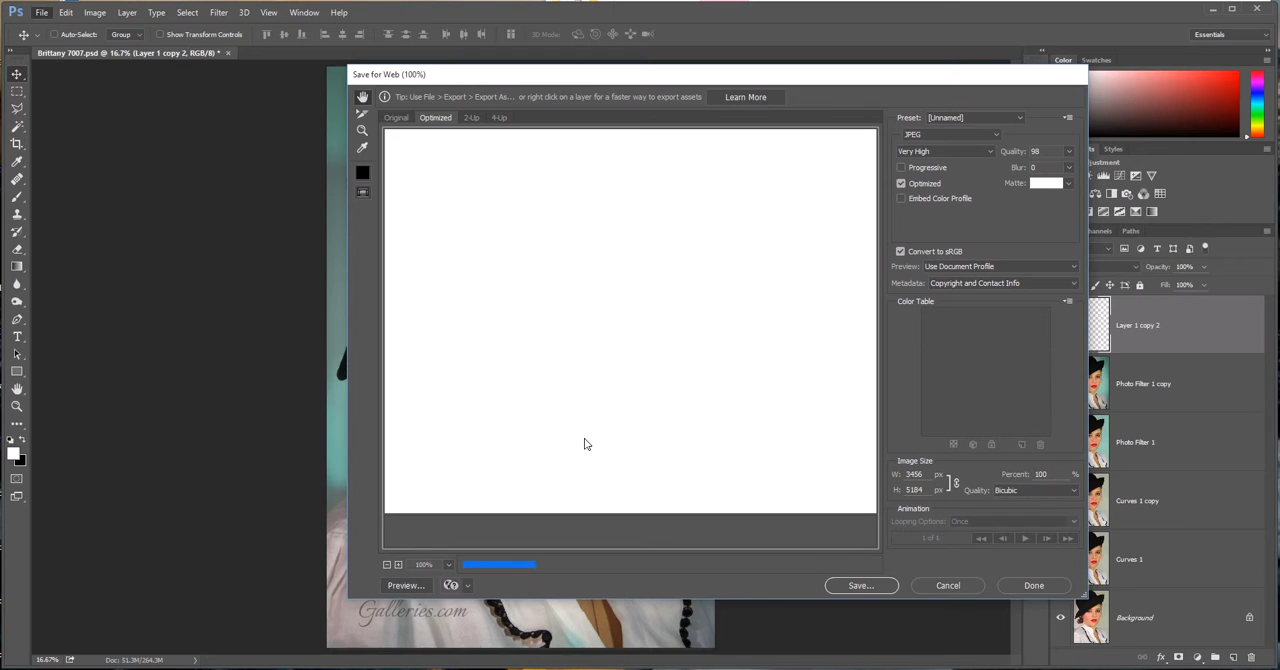 Ps File Edit Image Layer Type Select Filter 3D View Window Help
Auto-Select: Group Show Transform Controls 3D Mode: Essentials
Brittany 7007.psd @ 16.7% (Layer 1 copy 2, RGB/8) *
Color Swatches
Save for Web (100%)
Tip: Use File > Export > Export As... or right click on a layer for a faster way to export assets
Learn More
Original Optimized 2-Up 4-Up
Preset: [Unnamed]
JPEG
Very High Quality: 98
Progressive Blur: 0
Optimized Matte:
Embed Color Profile
Convert to sRGB
Preview: Use Document Profile
Metadata: Copyright and Contact Info
Color Table
Image Size
W: 3456 px Percent: 100 %
H: 5184 px Quality: Bicubic
Animation
Looping Options: Once
1 of 1
100%
Preview... Save... Cancel Done
Styles
Paths
Opacity: 100%
Fill: 100%
Layer 1 copy 2
Photo Filter 1 copy
Photo Filter 1
Curves 1 copy
Curves 1
Background
Galleries.com
16.67% Doc: 51.3M/264.3M